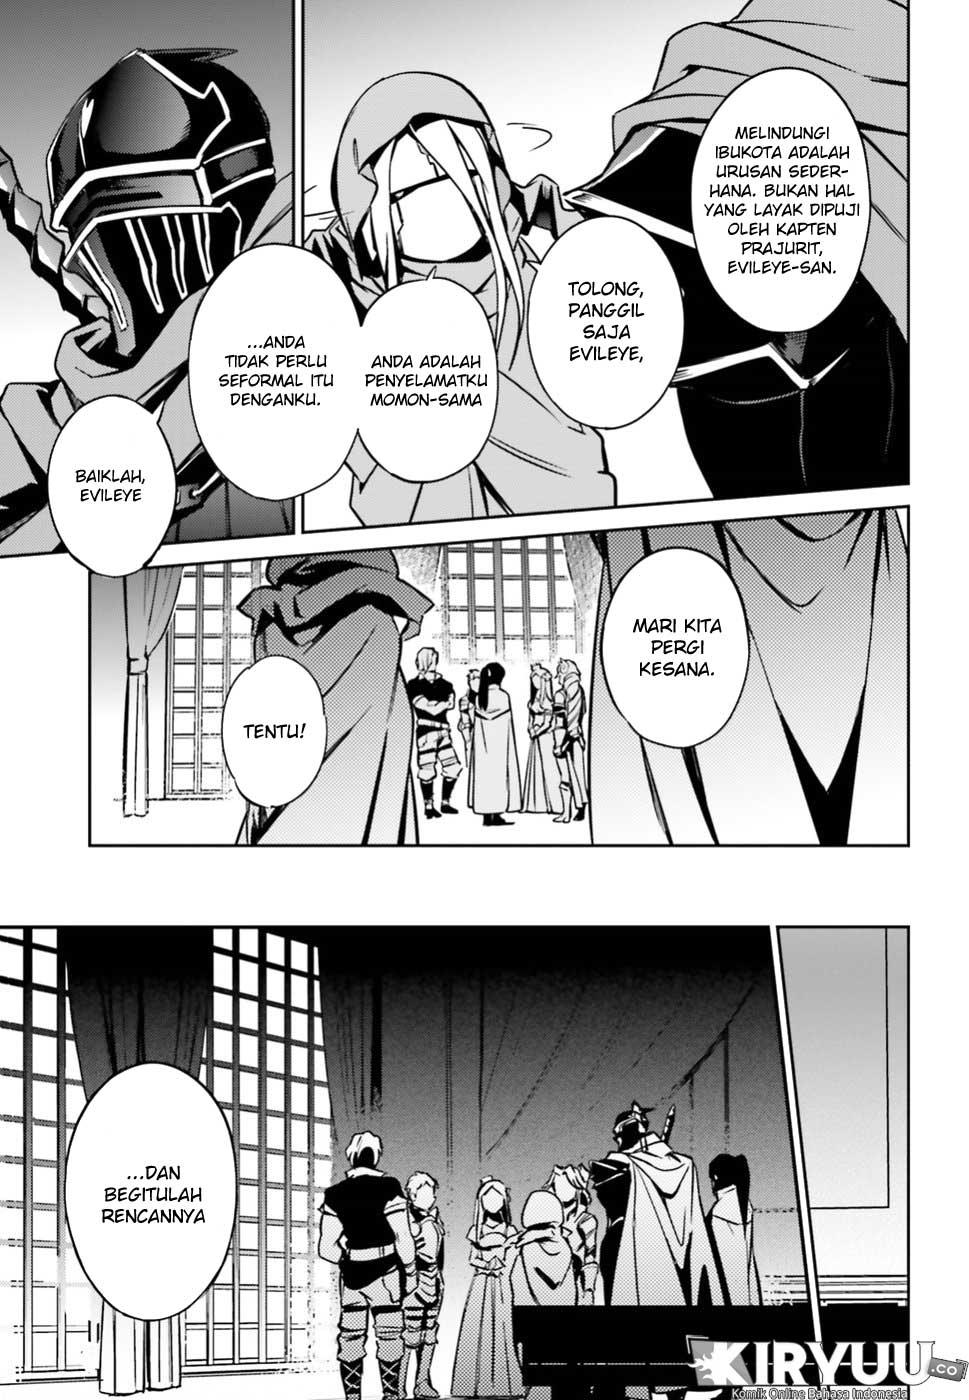 MELINDUNGI
IBUKOTA ADALAH
URUSAN SEDER-
HANA. BUKAN HAL
YANG LAYAK DIPUJI
OLEH KAPTEN
PRAJURIT,
EVILEYE-SAN.
TOLONG,
PANGGIL
SAJA
EVILEYE,
ANDA ADALAH
PENYELAMATKU
MOMON-SAMA
...ANDA
TIDAK PERLU
SEFORMAL ITU
DENGANKU.
BAIKLAH,
EVILEYE
MARI KITA
PERGI
KESANA.
TENTU!
...DAN
BEGITULAH
RENCANNYA
KIRYUU.CO
Komik Online Bahasa Indonesia